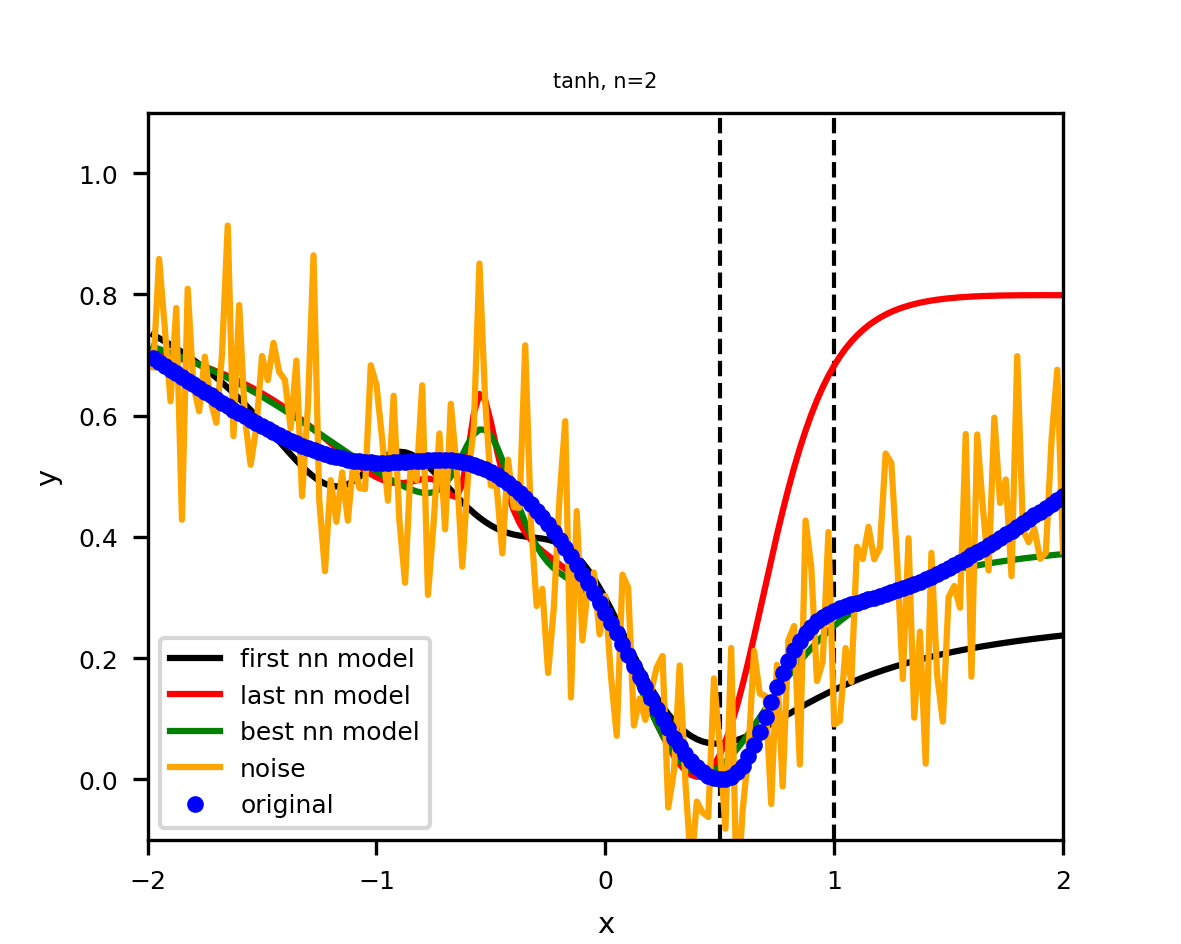 tanh, n=2
1.0
0.8
0.6
0.4
0.2
0.0
y
first nn model
last nn model
best nn model
noise
original
−2
−1
0
1
2
x